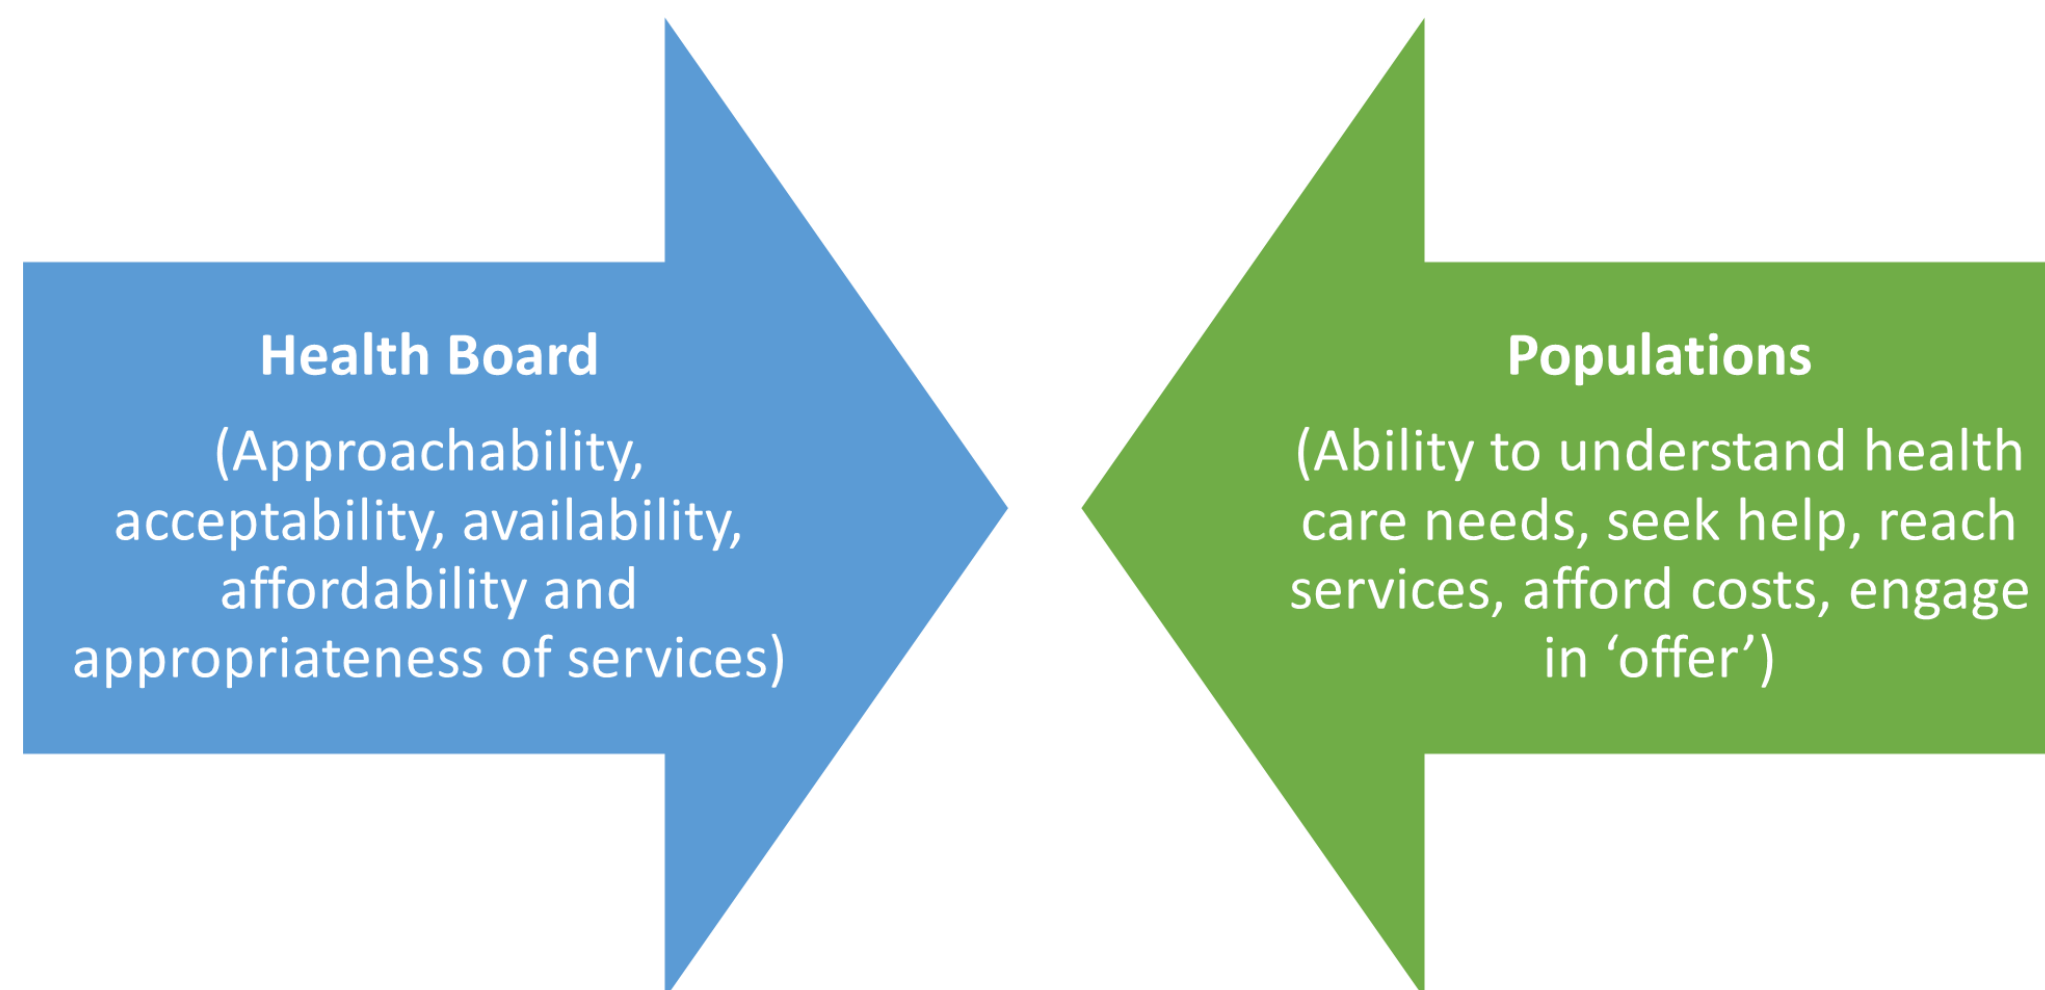 Health Board
(Approachability,
acceptability, availability,
affordability and
appropriateness of services)
Populations
(Ability to understand health
care needs, seek help, reach
services, afford costs, engage
in ‘offer’)